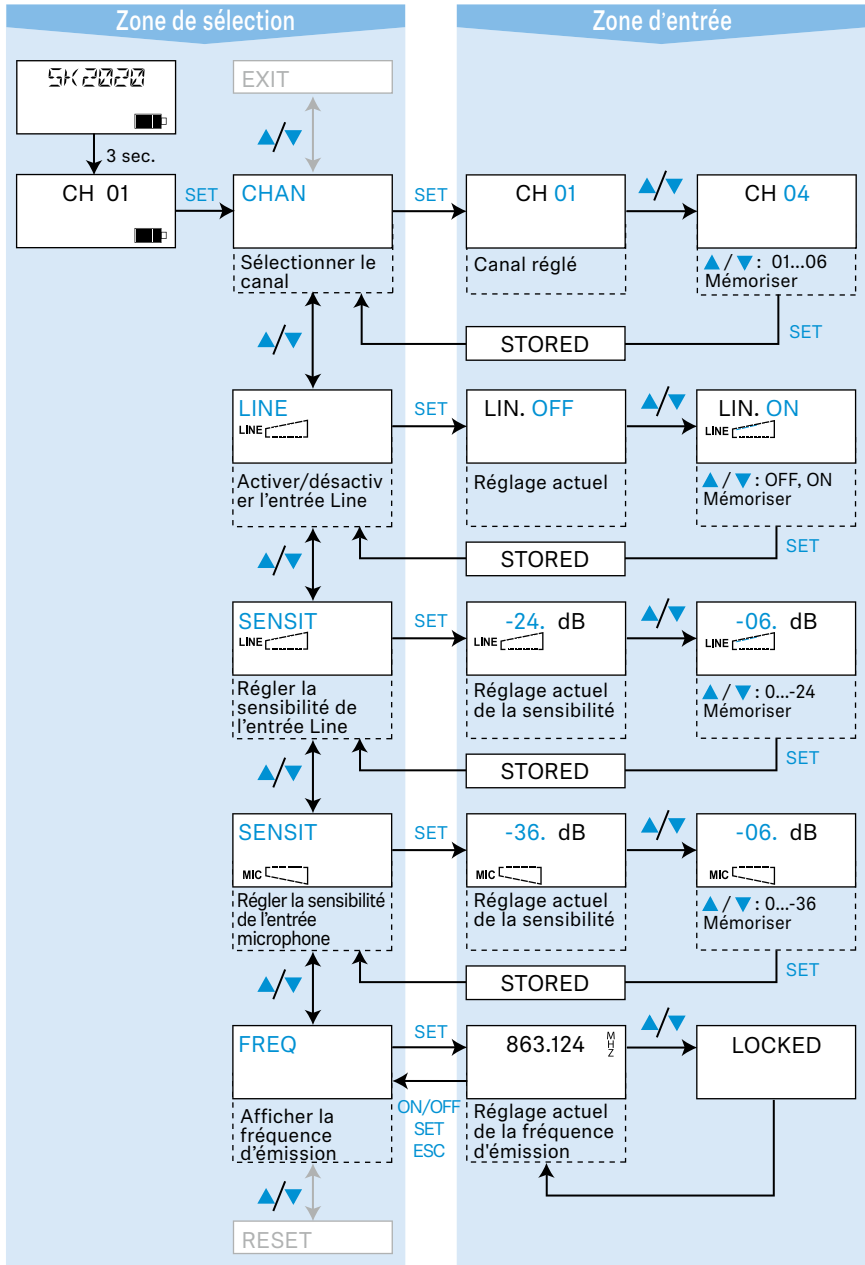 Zone de sélection
Zone d'entrée
SK2020
EXIT
▲/▼
3 sec.
CH 01
SET
CHAN
SET
CH 01
▲/▼
CH 04
Sélectionner le
canal
Canal réglé
▲/▼: 01...06
Mémoriser
▲/▼
SET
STORED
LINE
LINE
SET
LIN. OFF
▲/▼
LIN. ON
LINE
Activer/désactiv
er l'entrée Line
Réglage actuel
▲/▼: OFF, ON
Mémoriser
▲/▼
SET
STORED
SENSIT
LINE
SET
-24. dB
LINE
▲/▼
-06. dB
LINE
Régler la
sensibilité de
l'entrée Line
Réglage actuel
de la sensibilité
▲/▼: 0...-24
Mémoriser
▲/▼
SET
STORED
SENSIT
MIC
SET
-36. dB
MIC
▲/▼
-06. dB
MIC
Régler la sensibilité
de l'entrée
microphone
Réglage actuel
de la sensibilité
▲/▼: 0...-36
Mémoriser
▲/▼
SET
STORED
FREQ
SET
863.124 MHZ
▲/▼
LOCKED
ON/OFF
SET
ESC
Afficher la
fréquence
d'émission
Réglage actuel
de la fréquence
d'émission
▲/▼
RESET